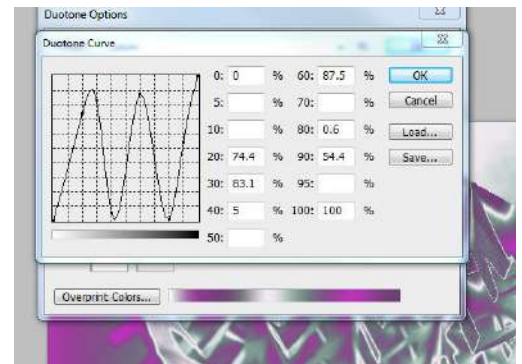 Duotone Options
Duotone Curve
0: 0 % 60: 87.5 % OK
5: % 70: % Cancel
10: % 80: 0.6 % Load...
20: 74.4 % 90: 54.4 % Save...
30: 83.1 % 95: %
40: 5 % 100: 100 %
50: %
Overprint Colors...